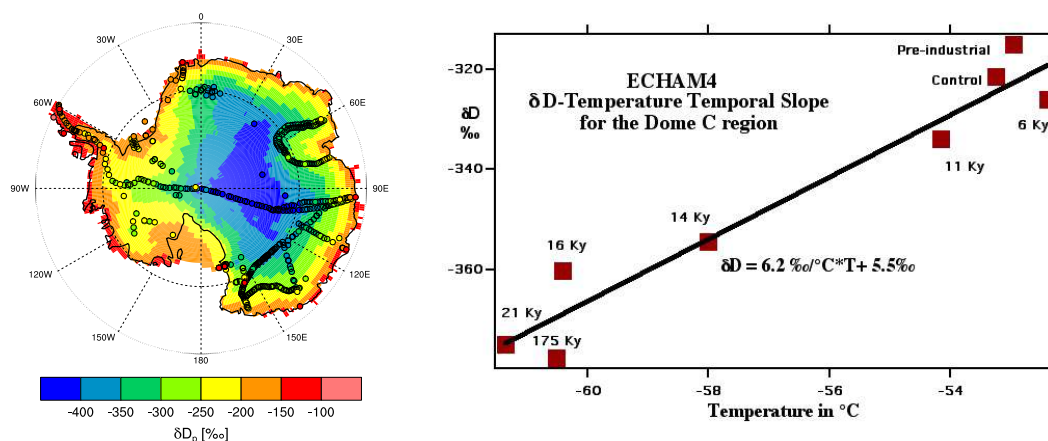 0
30W
30E
60W
60E
90W
90E
120W
120E
150W
150E
180
-400 -350 -300 -250 -200 -150 -100
δDp [‰]
ECHAM4
δ D-Temperature Temporal Slope
for the Dome C region
δD
‰
-320
-340
-360
Pre-industrial
Control
6 Ky
11 Ky
14 Ky
16 Ky
δD = 6.2 ‰/°C*T+ 5.5‰
21 Ky
175 Ky
-60 -58 -56 -54
Temperature in °C